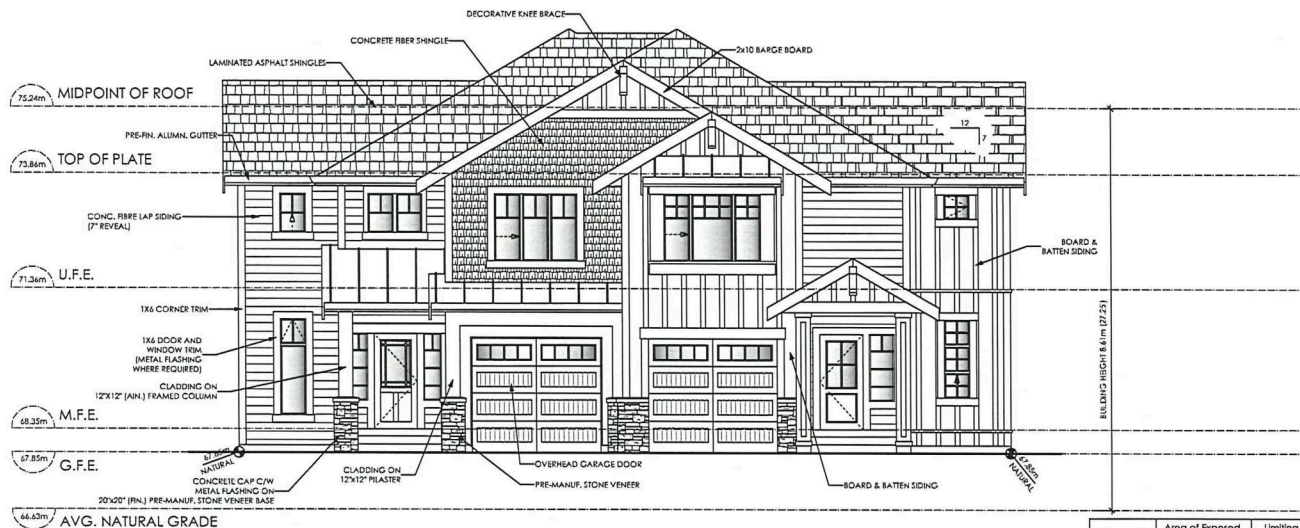 DECORATIVE KNEE BRACE
CONCRETE FIBER SHINGLE
2x10 BARGE BOARD
LAMINATED ASPHALT SHINGLES
75.24m MIDPOINT OF ROOF
12
7
PRE-FIN. ALUMN. GUTTER
73.86m TOP OF PLATE
CONC. FIBRE LAP SIDING
(7" REVEAL)
BOARD &
BATTEN SIDING
71.36m U.F.E.
1X6 CORNER TRIM
1X6 DOOR AND
WINDOW TRIM
(METAL FLASHING
WHERE REQUIRED)
BUILDING HEIGHT 8.61m (27.25)
CLADDING ON
12"X12" (AIN.) FRAMED COLUMN
68.35m M.F.E.
67.85m G.F.E.
67.85m
NATURAL
67.85m
NATURAL
CONCRETE CAP C/W
METAL FLASHING ON
20"x20" (FIN.) PRE-MANUF. STONE VENEER BASE
CLADDING ON
12"x12" PILASTER
OVERHEAD GARAGE DOOR
PRE-MANUF. STONE VENEER
BOARD & BATTEN SIDING
66.63m AVG. NATURAL GRADE
Area of Exposed
Limiting